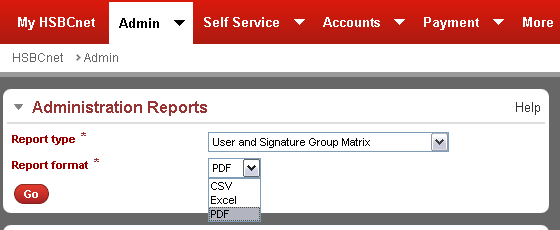 My HSBCnet Admin Self Service Accounts Payment More
HSBCnet > Admin
Administration Reports Help
Report type * User and Signature Group Matrix
Report format * PDF
CSV
Excel
PDF
Go